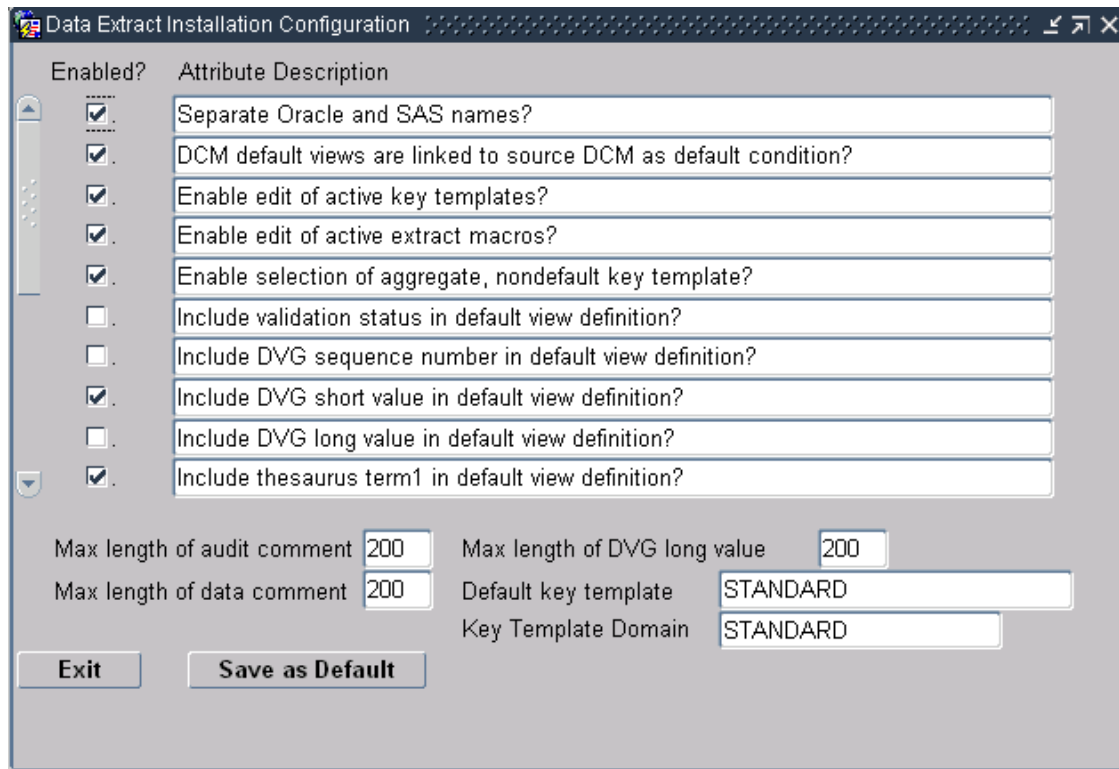 Data Extract Installation Configuration
Enabled? Attribute Description
Separate Oracle and SAS names?
DCM default views are linked to source DCM as default condition?
Enable edit of active key templates?
Enable edit of active extract macros?
Enable selection of aggregate, nondefault key template?
Include validation status in default view definition?
Include DVG sequence number in default view definition?
Include DVG short value in default view definition?
Include DVG long value in default view definition?
Include thesaurus term1 in default view definition?
Max length of audit comment 200 Max length of DVG long value 200
Max length of data comment 200 Default key template STANDARD
Key Template Domain STANDARD
Exit Save as Default